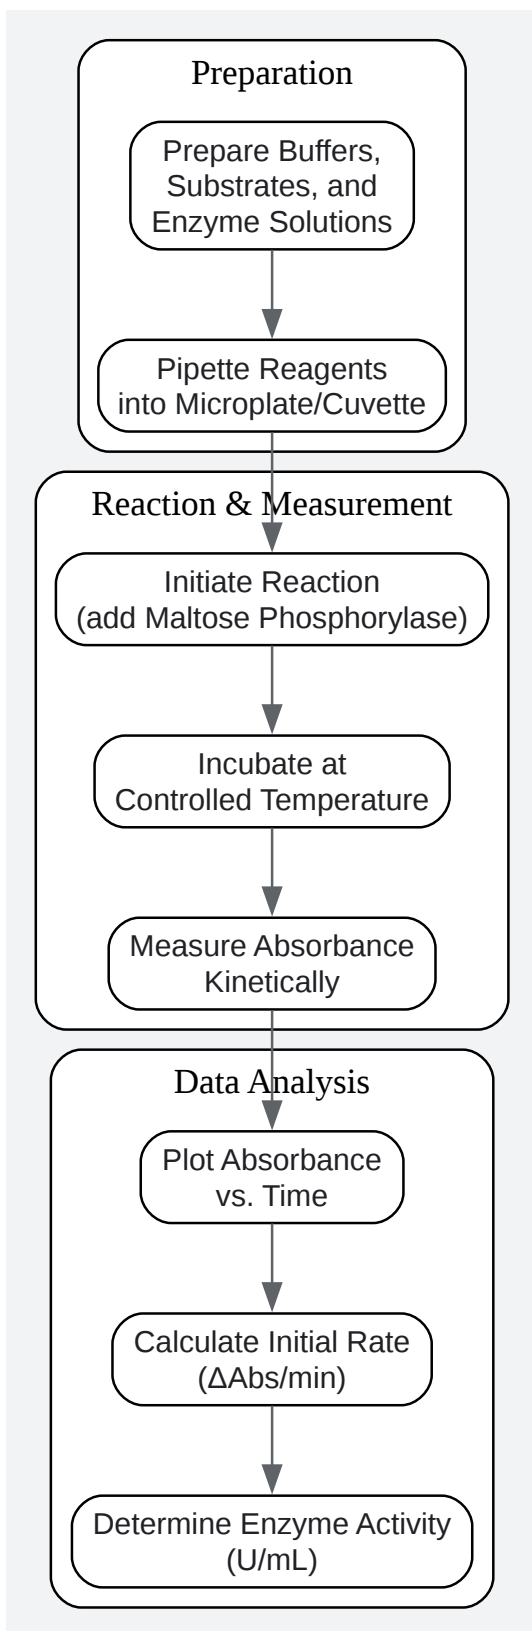 Preparation
Prepare Buffers,
Substrates, and
Enzyme Solutions
Pipette Reagents
into Microplate/Cuvette
Reaction & Measurement
Initiate Reaction
(add Maltose Phosphorylase)
Incubate at
Controlled Temperature
Measure Absorbance
Kinetically
Data Analysis
Plot Absorbance
vs. Time
Calculate Initial Rate
(ΔAbs/min)
Determine Enzyme Activity
(U/mL)